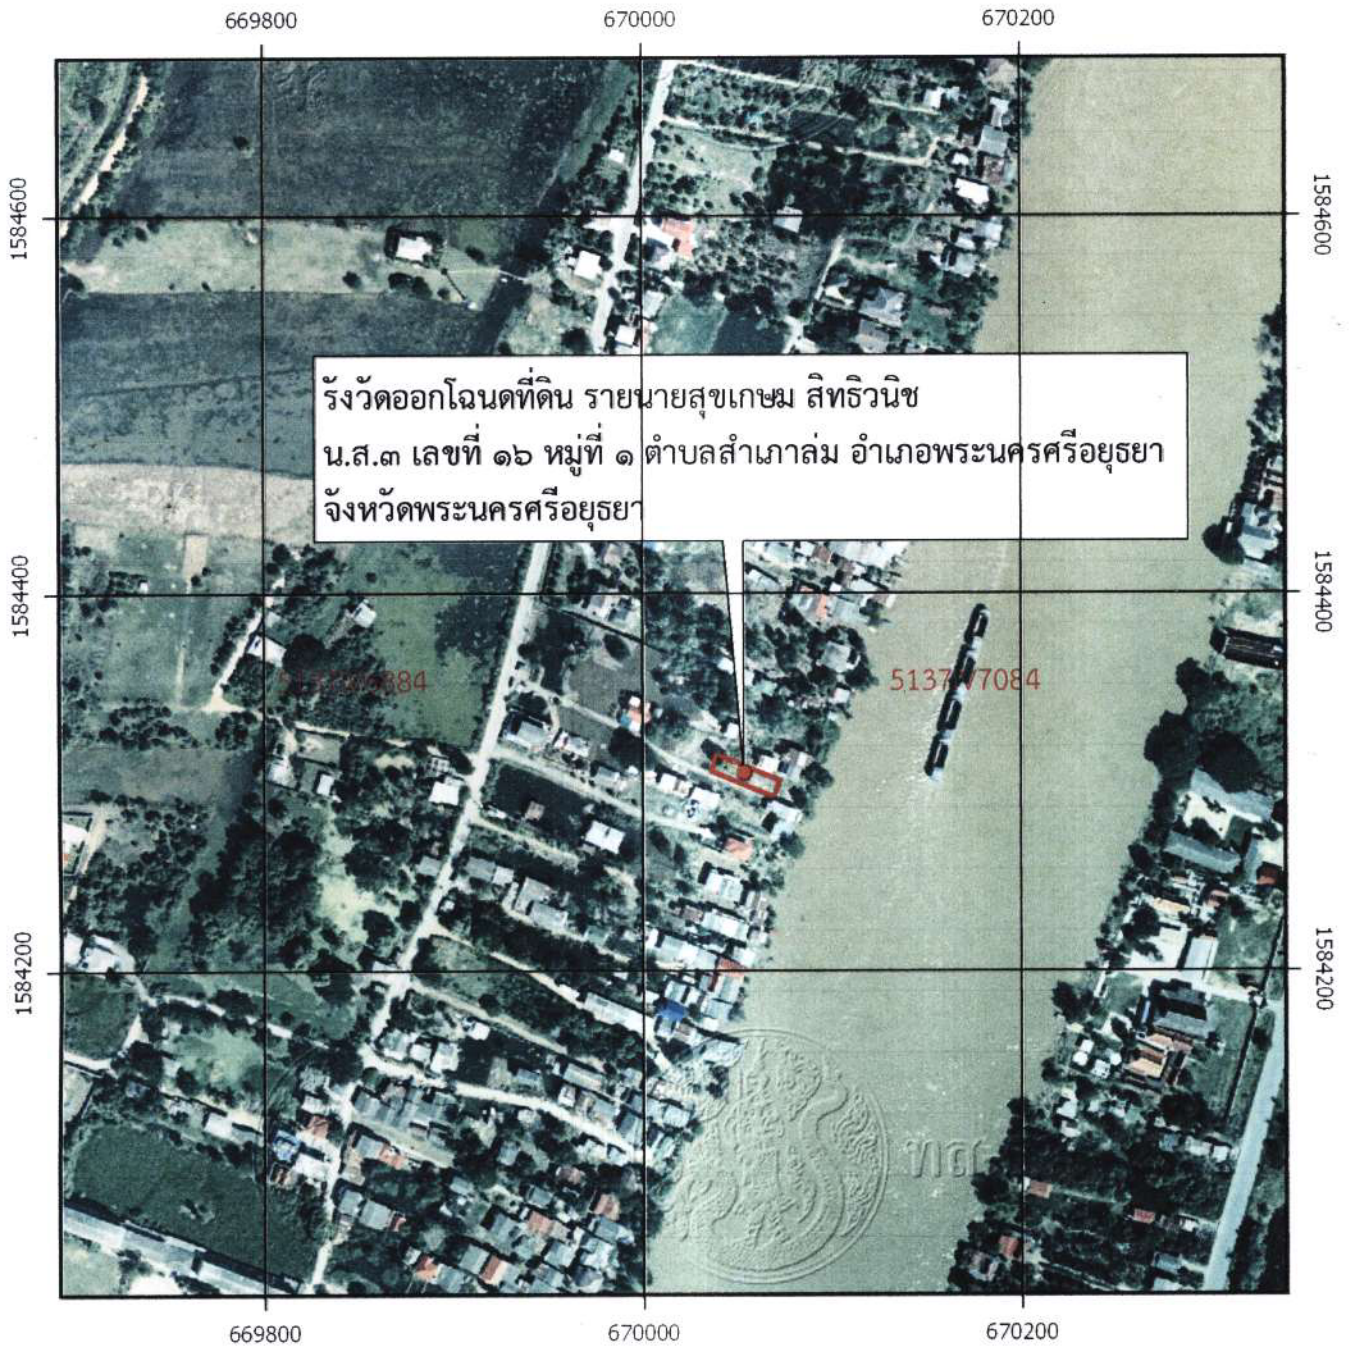 669800 670000 670200
1584600 1584600
รังวัดออกโฉนดที่ดิน รายนายสุขเกษม สิทธิวนิช
น.ส.๓ เลขที่ ๑๖ หมู่ที่ ๑ ตำบลสำเภาล่ม อำเภอพระนครศรีอยุธยา
จังหวัดพระนครศรีอยุธยา
1584400 1584400
1584200 1584200
669800 670000 670200